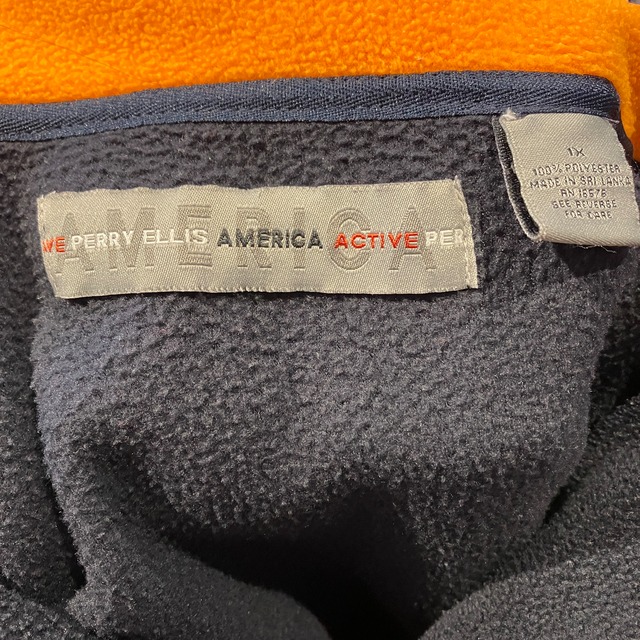 AMERICA
VE PERRY ELLIS AMERICA ACTIVE PER
1X
100% POLYESTER
MADE IN SRI LANKA
RN 16576
SEE REVERSE
FOR CARE